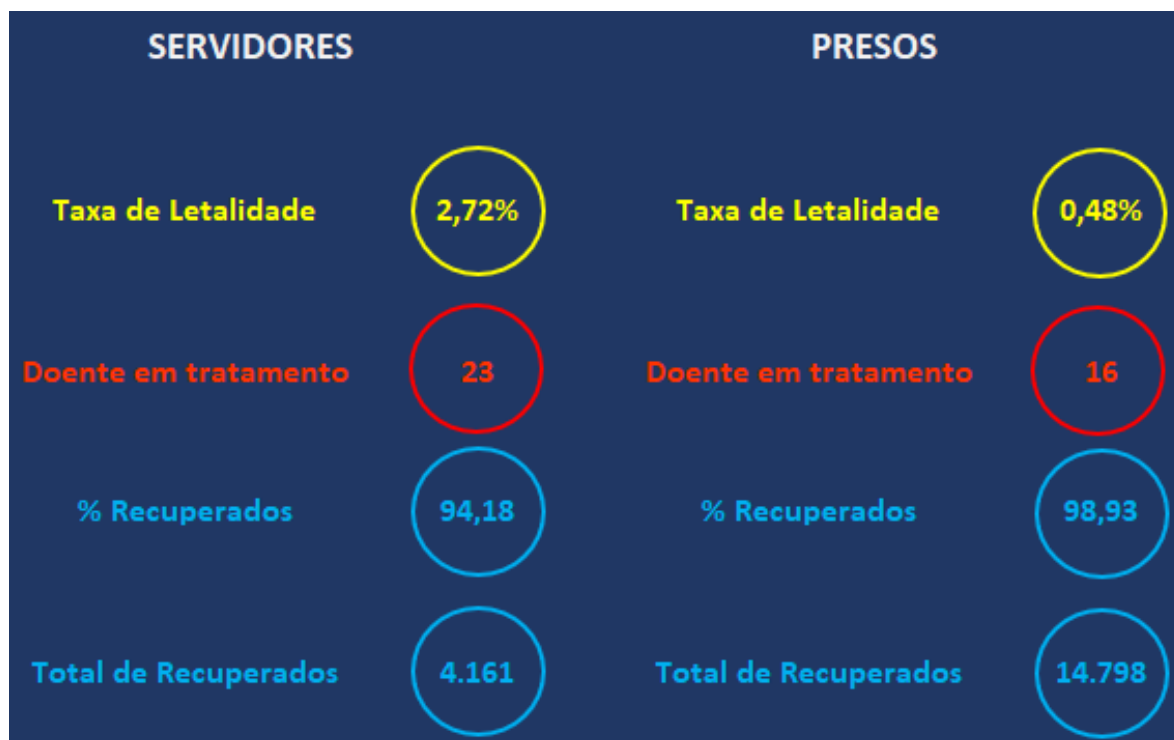 SERVIDORES
PRESOS
Taxa de Letalidade 2,72%
Taxa de Letalidade 0,48%
Doente em tratamento 23
Doente em tratamento 16
% Recuperados 94,18
% Recuperados 98,93
Total de Recuperados 4.161
Total de Recuperados 14.798